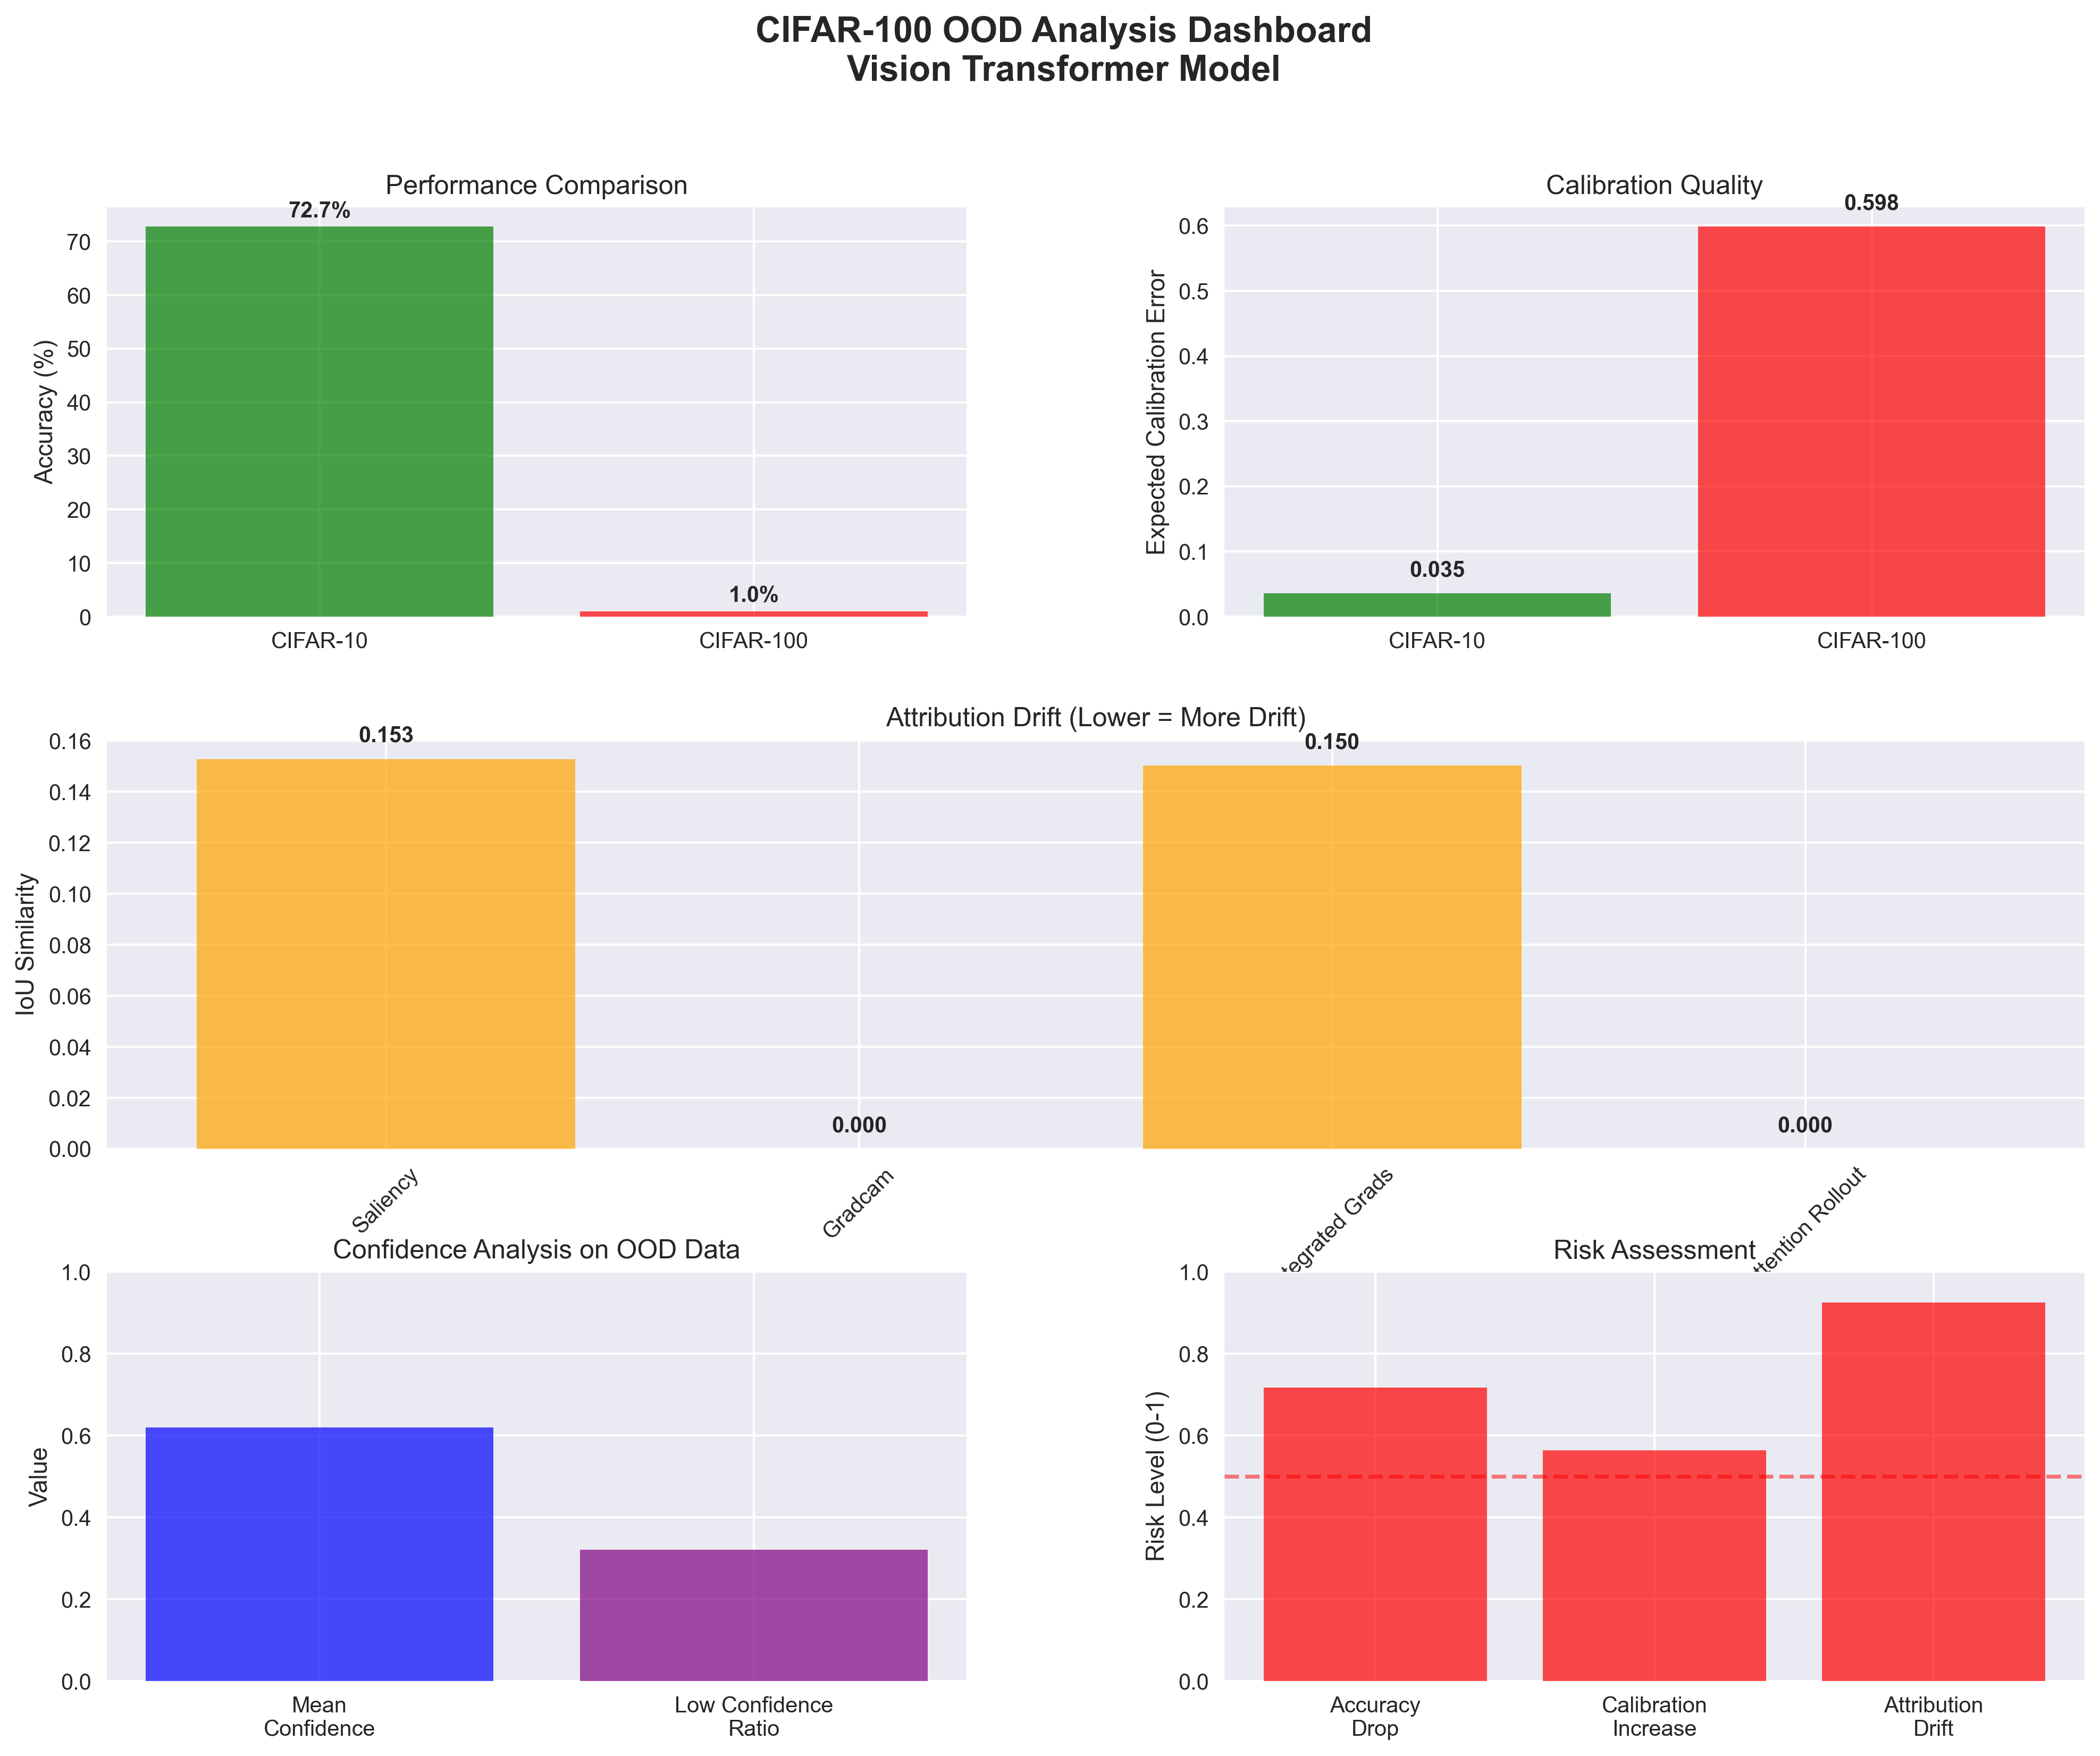 CIFAR-100 OOD Analysis Dashboard
Vision Transformer Model
Performance Comparison
Accuracy (%)
70
60
50
40
30
20
10
0
72.7%
1.0%
CIFAR-10
CIFAR-100
Calibration Quality
Expected Calibration Error
0.6
0.5
0.4
0.3
0.2
0.1
0.0
0.035
0.598
CIFAR-10
CIFAR-100
Attribution Drift (Lower = More Drift)
IoU Similarity
0.16
0.14
0.12
0.10
0.08
0.06
0.04
0.02
0.00
0.153
0.000
0.150
0.000
Saliency
Gradcam
tegrated Grads
ttention Rollout
Confidence Analysis on OOD Data
Value
1.0
0.8
0.6
0.4
0.2
0.0
Mean
Confidence
Low Confidence
Ratio
Risk Assessment
Risk Level (0-1)
1.0
0.8
0.6
0.4
0.2
0.0
Accuracy
Drop
Calibration
Increase
Attribution
Drift